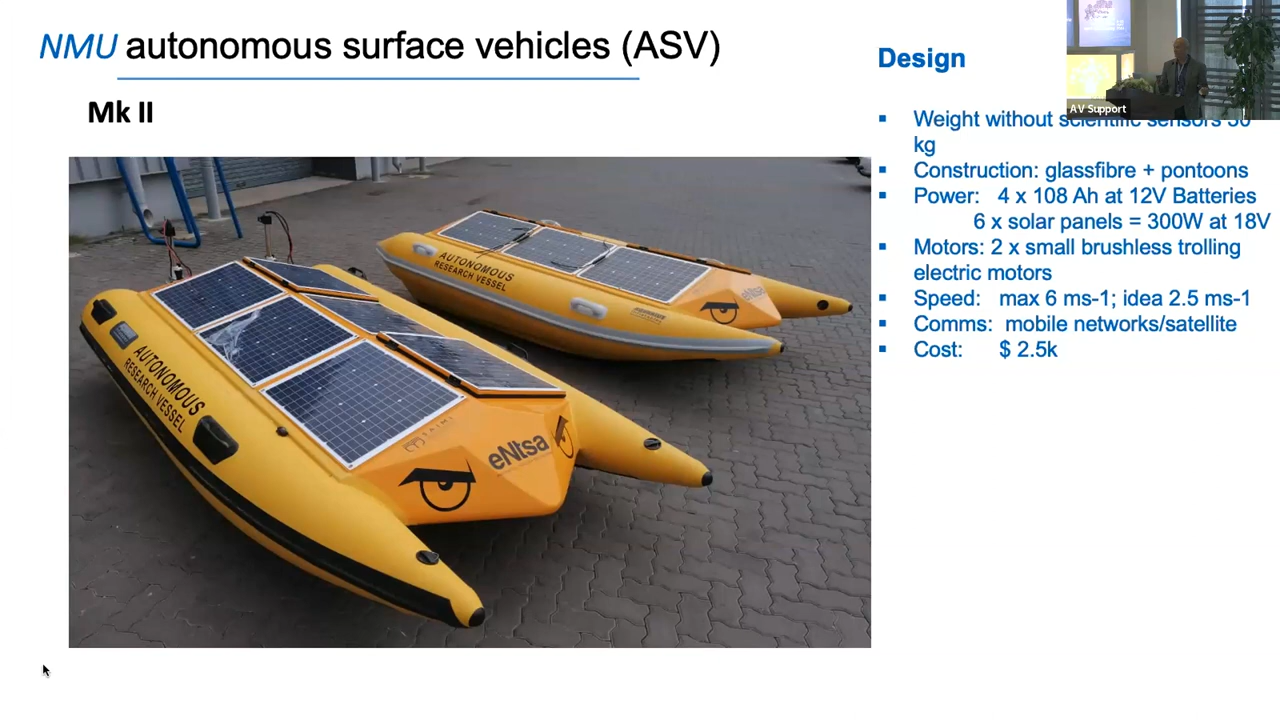 NMU autonomous surface vehicles (ASV)
Mk II
AUTONOMOUS
RESEARCH VESSEL
eNtsa
AUTONOMOUS
RESEARCH VESSEL
eNtsa
Design
AV Support
▪ Weight without scientific sensors 30
kg
▪ Construction: glassfibre + pontoons
▪ Power: 4 x 108 Ah at 12V Batteries
6 x solar panels = 300W at 18V
▪ Motors: 2 x small brushless trolling
electric motors
▪ Speed: max 6 ms-1; idea 2.5 ms-1
▪ Comms: mobile networks/satellite
▪ Cost: $ 2.5k